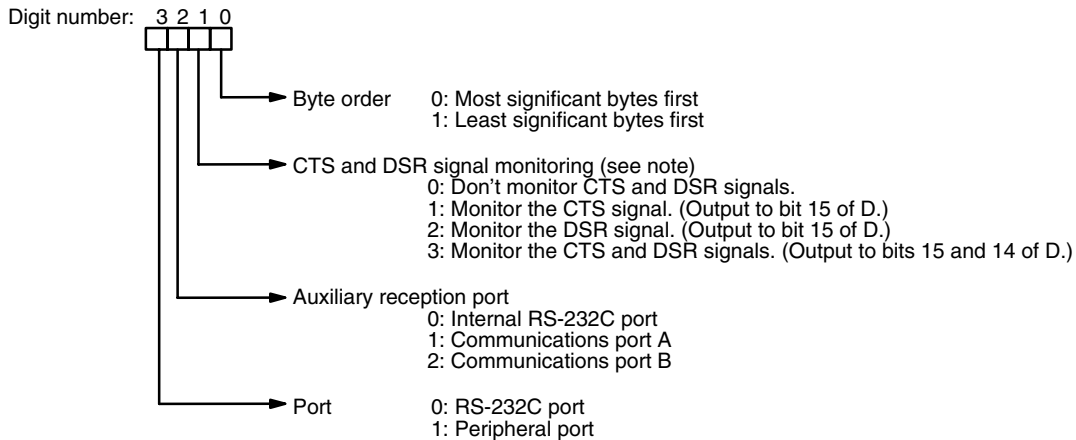 Digit number: 3 2 1 0
Byte order 0: Most significant bytes first
1: Least significant bytes first
CTS and DSR signal monitoring (see note)
0: Don't monitor CTS and DSR signals.
1: Monitor the CTS signal. (Output to bit 15 of D.)
2: Monitor the DSR signal. (Output to bit 15 of D.)
3: Monitor the CTS and DSR signals. (Output to bits 15 and 14 of D.)
Auxiliary reception port
0: Internal RS-232C port
1: Communications port A
2: Communications port B
Port 0: RS-232C port
1: Peripheral port